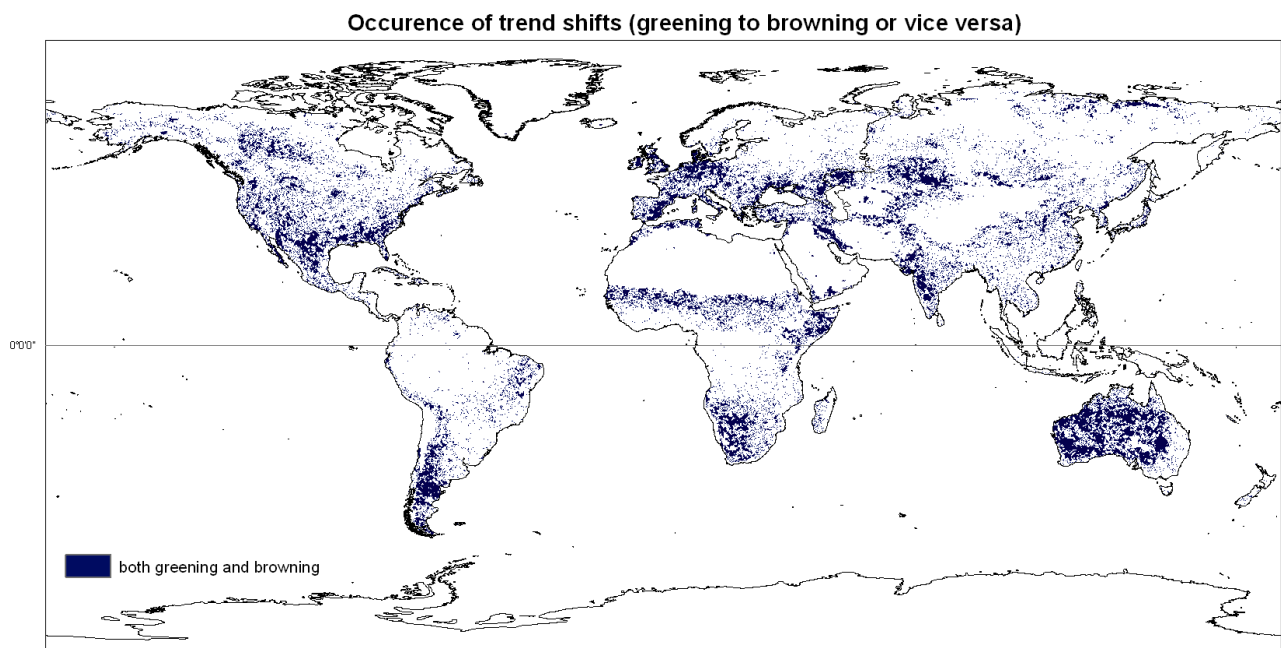 Occurence of trend shifts (greening to browning or vice versa)
0°0'0"
both greening and browning